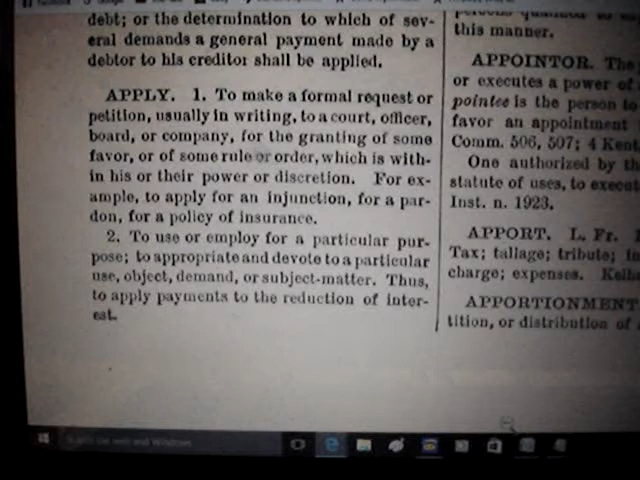 debt; or the determination to which of sev-
eral demands a general payment made by a
debtor to his creditor shall be applied.
APPLY. 1. To make a formal request or
petition, usually in writing, to a court, officer,
board, or company, for the granting of some
favor, or of some rule or order, which is with-
in his or their power or discretion. For ex-
ample, to apply for an injunction, for a par-
don, for a policy of insurance.
2. To use or employ for a particular pur-
pose; to appropriate and devote to a particular
use, object, demand, or subject-matter. Thus,
to apply payments to the reduction of inter-
est.
this manner.
APPOINTOR. The
or executes a power of
pointee is the person to
favor an appointment
Comm. 506, 507; 4 Kent
One authorized by th
statute of uses, to execut
Inst. n. 1923.
APPORT. L. Fr.
Tax; tallage; tribute; im
charge; expenses. Kelh
APPORTIONMENT
tition, or distribution of
Search the web and Windows